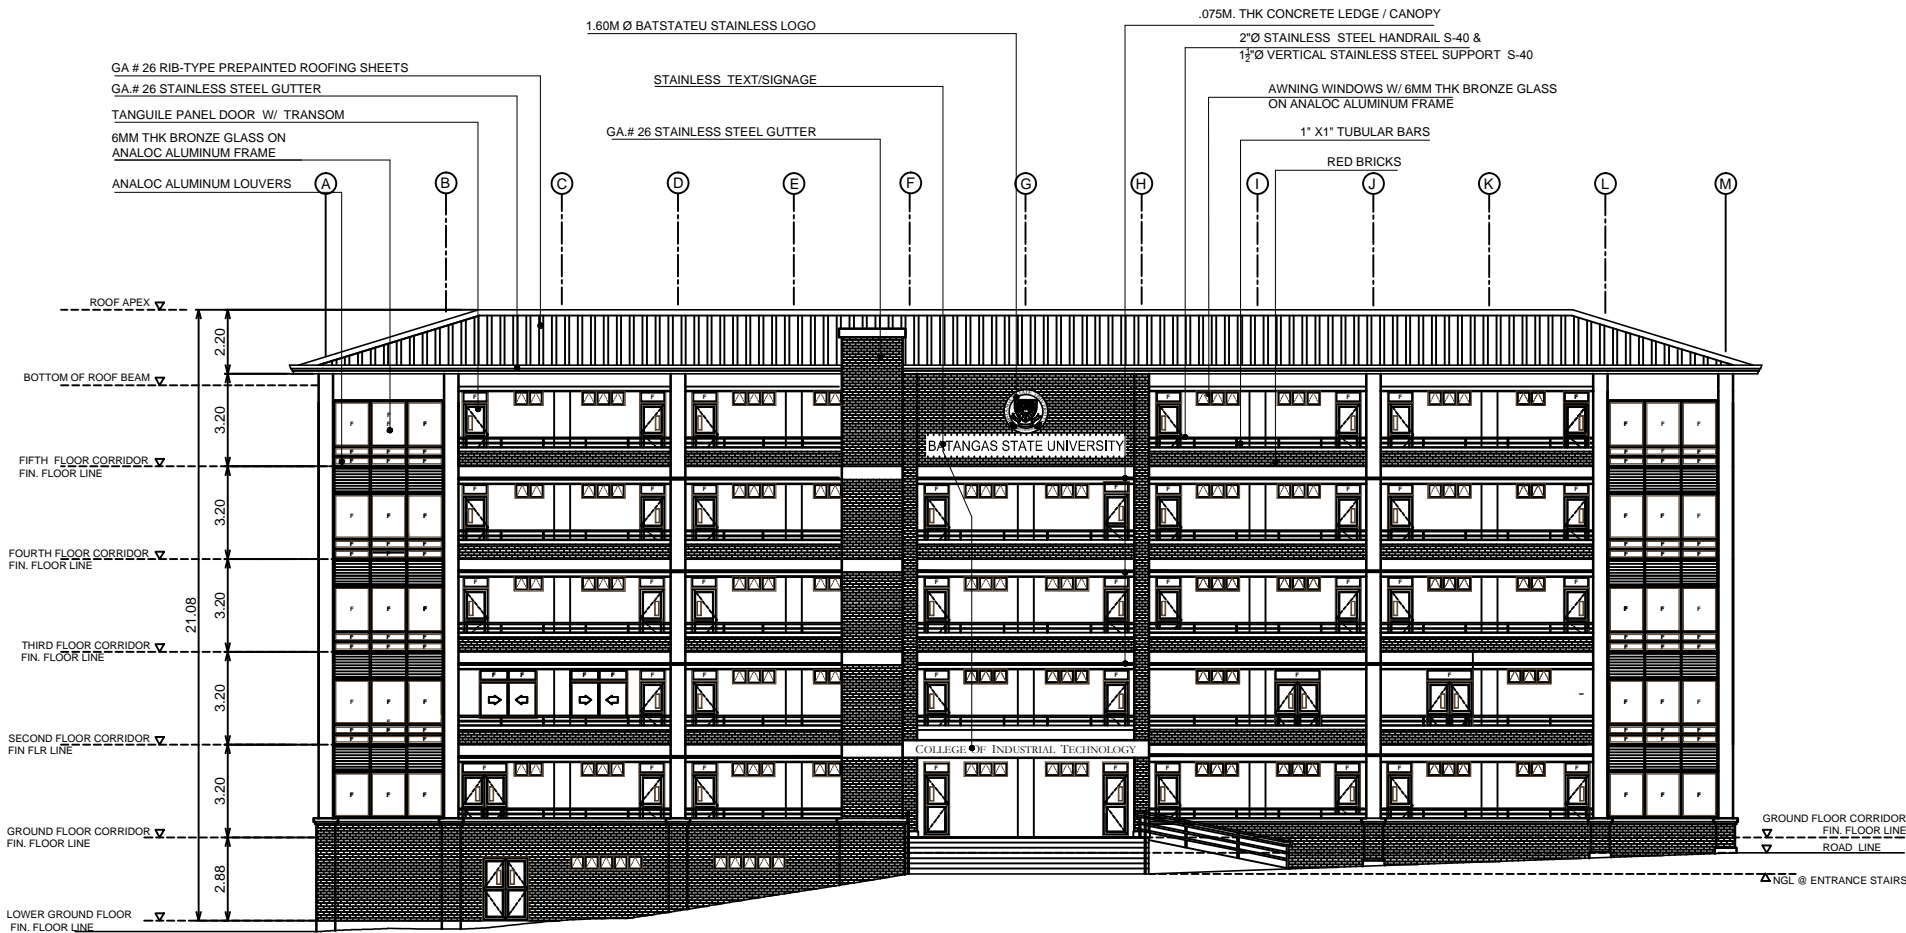 1.60M Ø BATSTATEU STAINLESS LOGO
.075M. THK CONCRETE LEDGE / CANOPY
2"Ø STAINLESS STEEL HANDRAIL S-40 &
1½"Ø VERTICAL STAINLESS STEEL SUPPORT S-40
GA # 26 RIB-TYPE PREPAINTED ROOFING SHEETS
GA.# 26 STAINLESS STEEL GUTTER
TANGUILE PANEL DOOR W/ TRANSOM
6MM THK BRONZE GLASS ON
ANALOC ALUMINUM FRAME
ANALOC ALUMINUM LOUVERS
STAINLESS TEXT/SIGNAGE
GA.# 26 STAINLESS STEEL GUTTER
AWNING WINDOWS W/ 6MM THK BRONZE GLASS
ON ANALOC ALUMINUM FRAME
1" X1" TUBULAR BARS
RED BRICKS
A B C D E F G H I J K L M
ROOF APEX
2.20
BOTTOM OF ROOF BEAM
3.20
FIFTH FLOOR CORRIDOR
FIN. FLOOR LINE
3.20
FOURTH FLOOR CORRIDOR
FIN. FLOOR LINE
3.20
21.08
THIRD FLOOR CORRIDOR
FIN. FLOOR LINE
3.20
SECOND FLOOR CORRIDOR
FIN FLR LINE
3.20
GROUND FLOOR CORRIDOR
FIN. FLOOR LINE
2.88
LOWER GROUND FLOOR
FIN. FLOOR LINE
BATANGAS STATE UNIVERSITY
COLLEGE OF INDUSTRIAL TECHNOLOGY
GROUND FLOOR CORRIDOR
FIN. FLOOR LINE
ROAD LINE
NGL @ ENTRANCE STAIRS